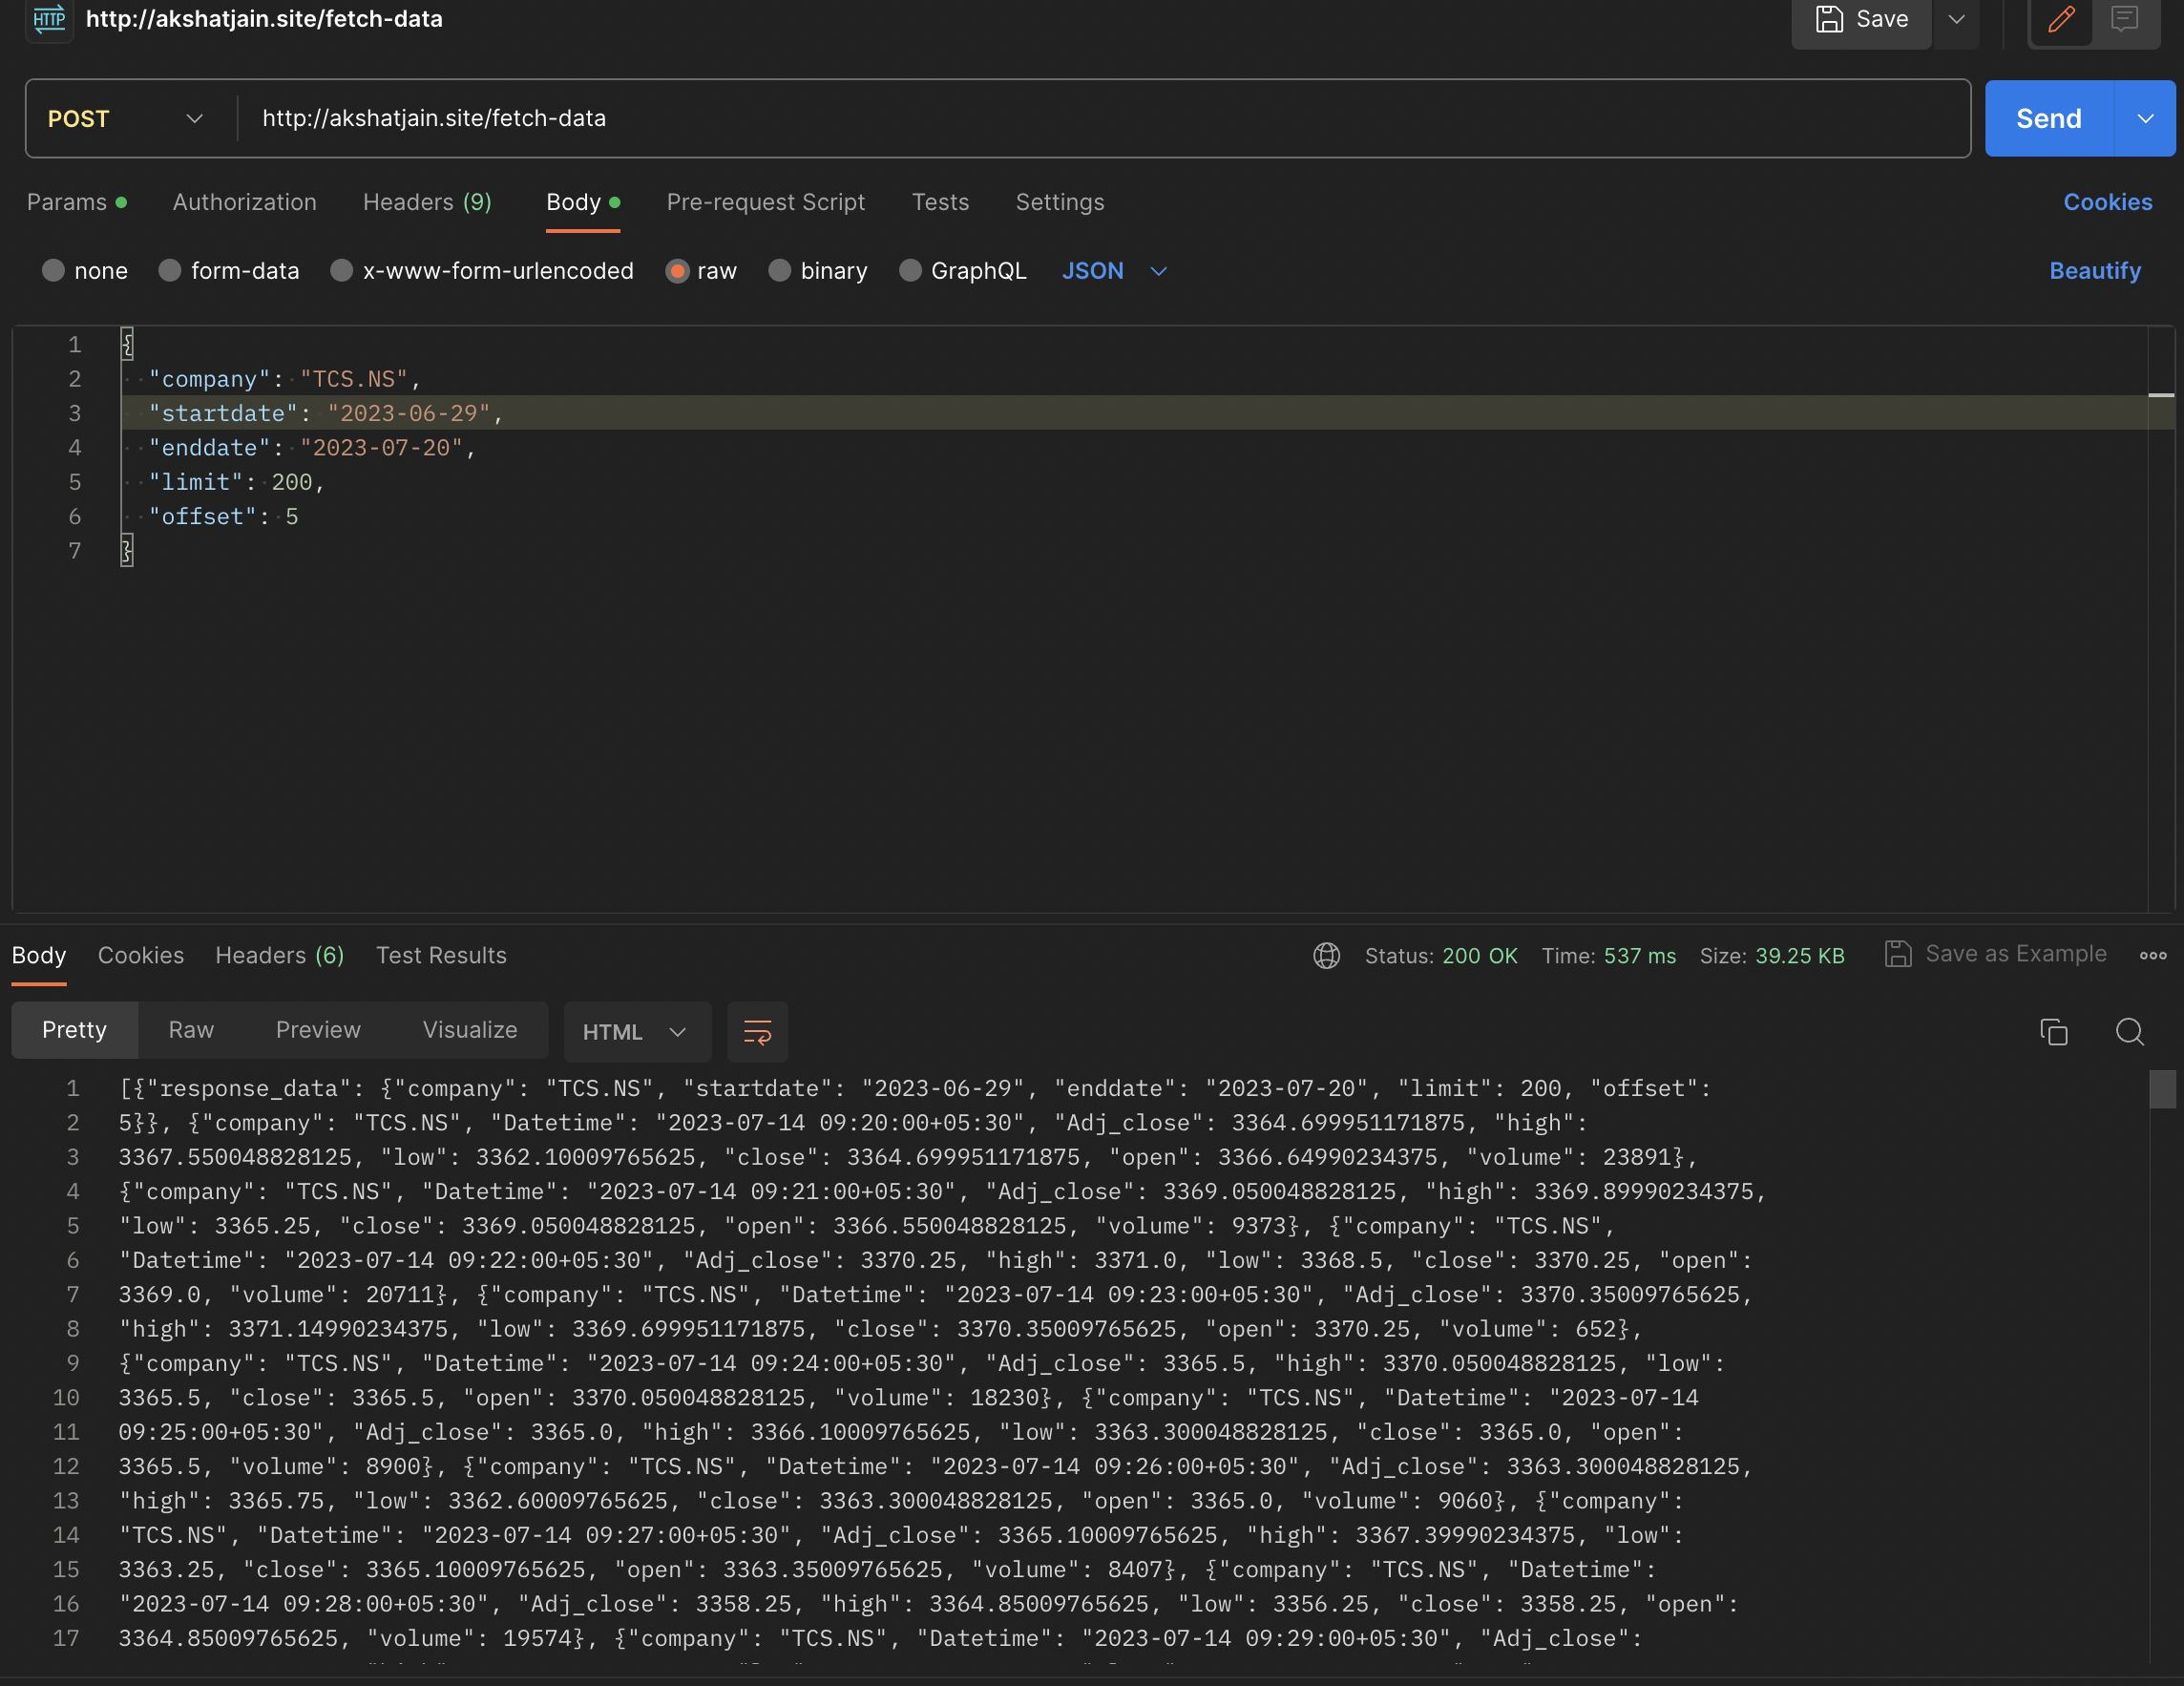 HTTP http://akshatjain.site/fetch-data Save
POST http://akshatjain.site/fetch-data Send
Params Authorization Headers (9) Body Pre-request Script Tests Settings Cookies
none form-data x-www-form-urlencoded raw binary GraphQL JSON Beautify
1 {
2 "company": "TCS.NS",
3 "startdate": "2023-06-29",
4 "enddate": "2023-07-20",
5 "limit": 200,
6 "offset": 5
7 }
Body Cookies Headers (6) Test Results Status: 200 OK Time: 537 ms Size: 39.25 KB Save as Example
Pretty Raw Preview Visualize HTML
1 [{"response_data": {"company": "TCS.NS", "startdate": "2023-06-29", "enddate": "2023-07-20", "limit": 200, "offset":
2 5}}, {"company": "TCS.NS", "Datetime": "2023-07-14 09:20:00+05:30", "Adj_close": 3364.699951171875, "high":
3 3367.550048828125, "low": 3362.10009765625, "close": 3364.699951171875, "open": 3366.64990234375, "volume": 23891},
4 {"company": "TCS.NS", "Datetime": "2023-07-14 09:21:00+05:30", "Adj_close": 3369.050048828125, "high": 3369.89990234375,
5 "low": 3365.25, "close": 3369.050048828125, "open": 3366.550048828125, "volume": 9373}, {"company": "TCS.NS",
6 "Datetime": "2023-07-14 09:22:00+05:30", "Adj_close": 3370.25, "high": 3371.0, "low": 3368.5, "close": 3370.25, "open":
7 3369.0, "volume": 20711}, {"company": "TCS.NS", "Datetime": "2023-07-14 09:23:00+05:30", "Adj_close": 3370.35009765625,
8 "high": 3371.14990234375, "low": 3369.699951171875, "close": 3370.35009765625, "open": 3370.25, "volume": 652},
9 {"company": "TCS.NS", "Datetime": "2023-07-14 09:24:00+05:30", "Adj_close": 3365.5, "high": 3370.050048828125, "low":
10 3365.5, "close": 3365.5, "open": 3370.050048828125, "volume": 18230}, {"company": "TCS.NS", "Datetime": "2023-07-14
11 09:25:00+05:30", "Adj_close": 3365.0, "high": 3366.10009765625, "low": 3363.300048828125, "close": 3365.0, "open":
12 3365.5, "volume": 8900}, {"company": "TCS.NS", "Datetime": "2023-07-14 09:26:00+05:30", "Adj_close": 3363.300048828125,
13 "high": 3365.75, "low": 3362.60009765625, "close": 3363.300048828125, "open": 3365.0, "volume": 9060}, {"company":
14 "TCS.NS", "Datetime": "2023-07-14 09:27:00+05:30", "Adj_close": 3365.10009765625, "high": 3367.39990234375, "low":
15 3363.25, "close": 3365.10009765625, "open": 3363.35009765625, "volume": 8407}, {"company": "TCS.NS", "Datetime":
16 "2023-07-14 09:28:00+05:30", "Adj_close": 3358.25, "high": 3364.85009765625, "low": 3356.25, "close": 3358.25, "open":
17 3364.85009765625, "volume": 19574}, {"company": "TCS.NS", "Datetime": "2023-07-14 09:29:00+05:30", "Adj_close":